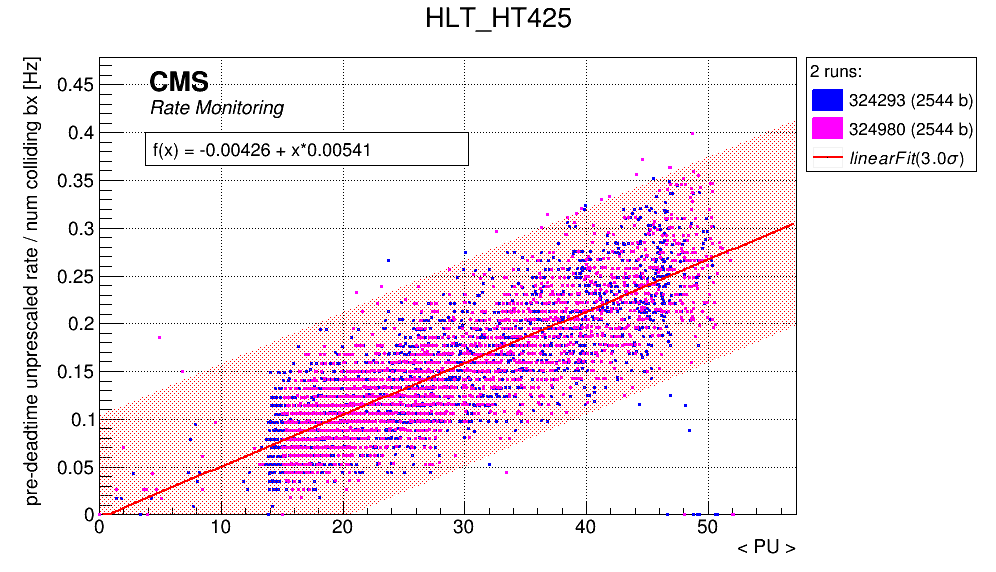 HLT_HT425
pre-deadtime unprescaled rate / num colliding bx [Hz]
CMS
Rate Monitoring
f(x) = -0.00426 + x*0.00541
0.45
0.4
0.35
0.3
0.25
0.2
0.15
0.1
0.05
0
0 10 20 30 40 50
< PU >
2 runs:
324293 (2544 b)
324980 (2544 b)
linearFit(3.0σ)